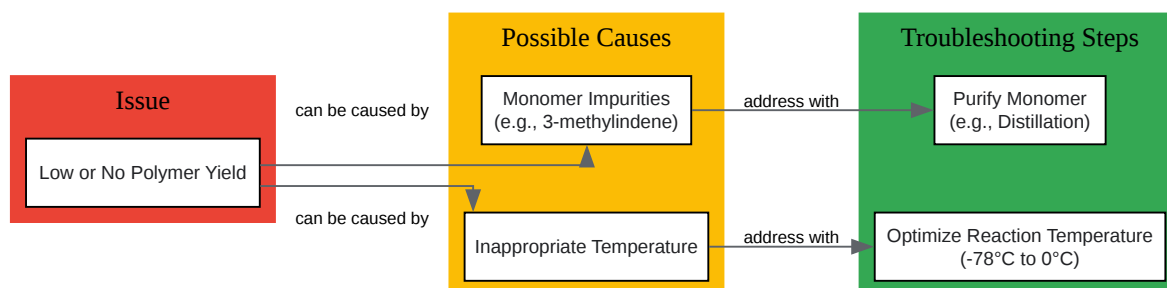 Issue
Low or No Polymer Yield
can be caused by
can be caused by
Possible Causes
Monomer Impurities
(e.g., 3-methylindene)
Inappropriate Temperature
address with
address with
Troubleshooting Steps
Purify Monomer
(e.g., Distillation)
Optimize Reaction Temperature
(-78°C to 0°C)